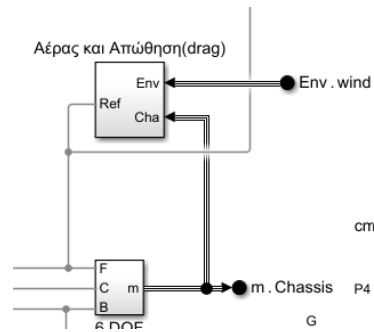 Αέρας και Απώθηση(drag)
Env
Env . wind
Ref
Cha
cm
F
C
m
m . Chassis
P4
B
G
6 DOF